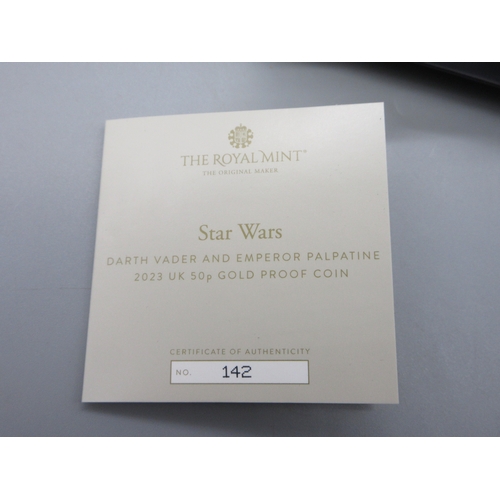 THE ROYAL MINT®
THE ORIGINAL MAKER
Star Wars
DARTH VADER AND EMPEROR PALPATINE
2023 UK 50p GOLD PROOF COIN
CERTIFICATE OF AUTHENTICITY
NO. 142